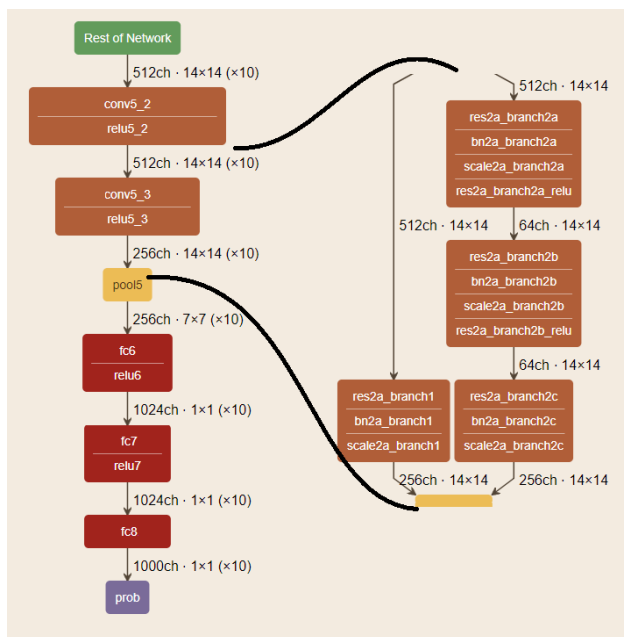 Rest of Network
512ch · 14×14 (×10)
conv5_2
relu5_2
512ch · 14×14 (×10)
conv5_3
relu5_3
256ch · 14×14 (×10)
pool5
256ch · 7×7 (×10)
fc6
relu6
1024ch · 1×1 (×10)
fc7
relu7
1024ch · 1×1 (×10)
fc8
1000ch · 1×1 (×10)
prob
512ch · 14×14
res2a_branch2a
bn2a_branch2a
scale2a_branch2a
res2a_branch2a_relu
512ch · 14×14
64ch · 14×14
res2a_branch2b
bn2a_branch2b
scale2a_branch2b
res2a_branch2b_relu
64ch · 14×14
res2a_branch1
bn2a_branch1
scale2a_branch1
res2a_branch2c
bn2a_branch2c
scale2a_branch2c
256ch · 14×14
256ch · 14×14